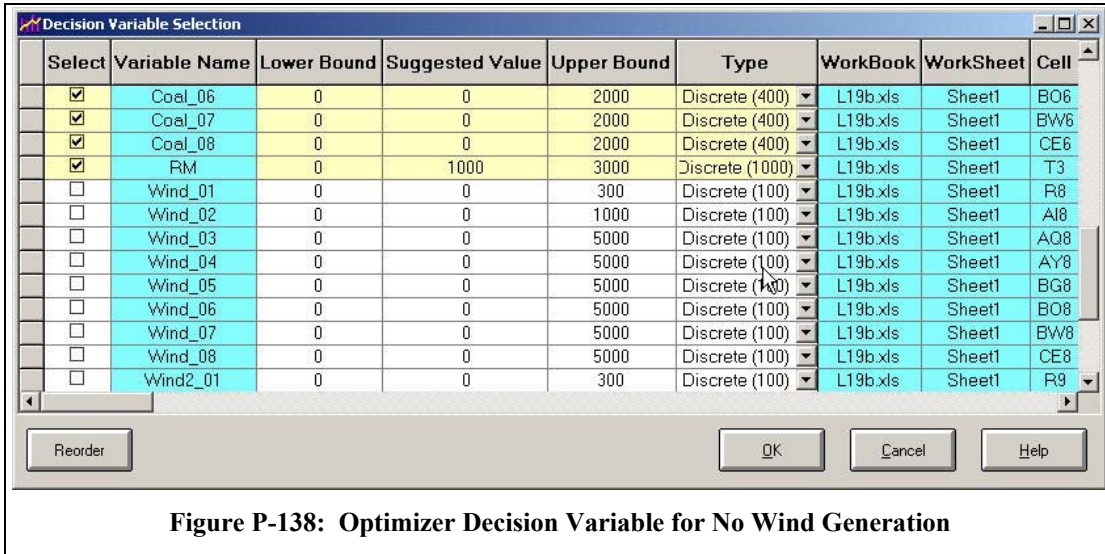 Decision Variable Selection
Select Variable Name Lower Bound Suggested Value Upper Bound Type WorkBook WorkSheet Cell
Coal_06 0 0 2000 Discrete (400) L19b.xls Sheet1 BO6
Coal_07 0 0 2000 Discrete (400) L19b.xls Sheet1 BW6
Coal_08 0 0 2000 Discrete (400) L19b.xls Sheet1 CE6
RM 0 1000 3000 Discrete (1000) L19b.xls Sheet1 T3
Wind_01 0 0 300 Discrete (100) L19b.xls Sheet1 R8
Wind_02 0 0 1000 Discrete (100) L19b.xls Sheet1 AI8
Wind_03 0 0 5000 Discrete (100) L19b.xls Sheet1 AQ8
Wind_04 0 0 5000 Discrete (100) L19b.xls Sheet1 AY8
Wind_05 0 0 5000 Discrete (100) L19b.xls Sheet1 BG8
Wind_06 0 0 5000 Discrete (100) L19b.xls Sheet1 BO8
Wind_07 0 0 5000 Discrete (100) L19b.xls Sheet1 BW8
Wind_08 0 0 5000 Discrete (100) L19b.xls Sheet1 CE8
Wind2_01 0 0 300 Discrete (100) L19b.xls Sheet1 R9
Reorder OK Cancel Help
Figure P-138: Optimizer Decision Variable for No Wind Generation